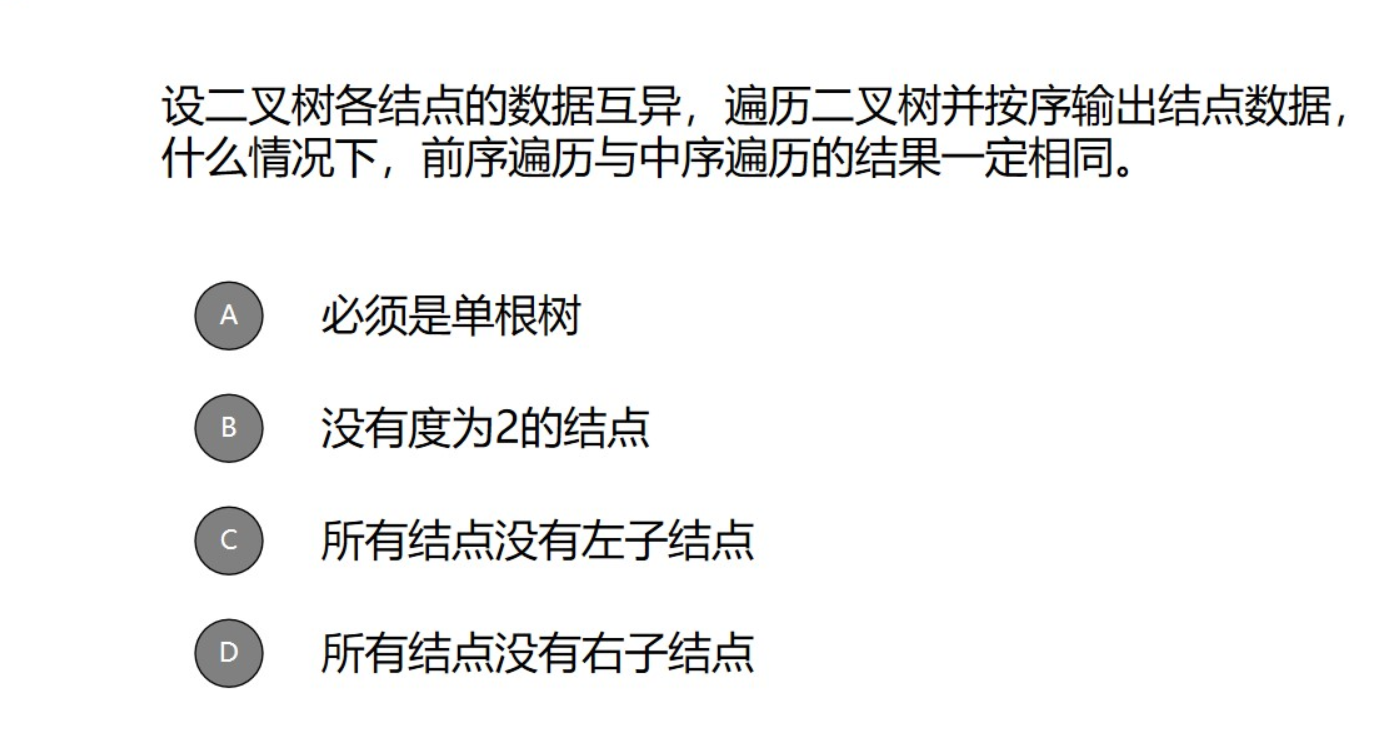 设二叉树各结点的数据互异，遍历二叉树并按序输出结点数据，
什么情况下，前序遍历与中序遍历的结果一定相同。
A 必须是单根树
B 没有度为2的结点
C 所有结点没有左子结点
D 所有结点没有右子结点